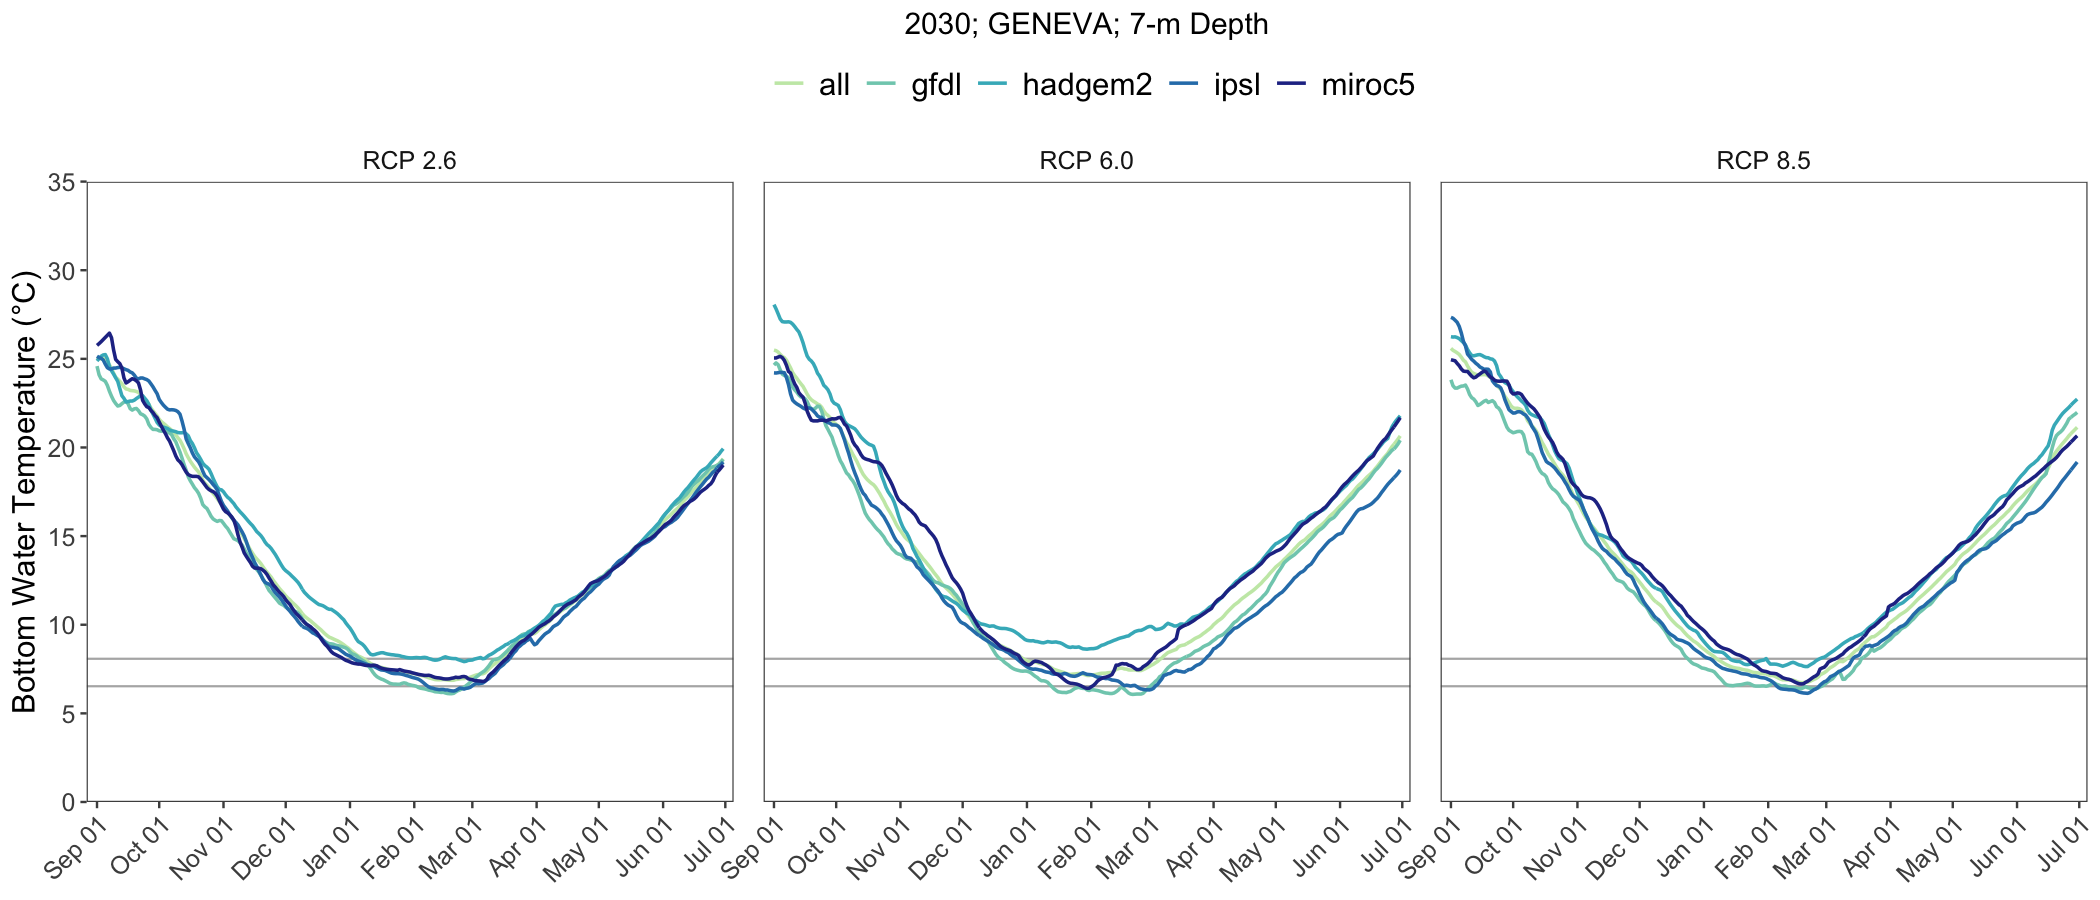 2030; GENEVA; 7-m Depth
all gfdl hadgem2 ipsl miroc5
RCP 2.6 RCP 6.0 RCP 8.5
Bottom Water Temperature (°C)
35
30
25
20
15
10
5
0
Sep 01 Oct 01 Nov 01 Dec 01 Jan 01 Feb 01 Mar 01 Apr 01 May 01 Jun 01 Jul 01 Sep 01 Oct 01 Nov 01 Dec 01 Jan 01 Feb 01 Mar 01 Apr 01 May 01 Jun 01 Jul 01 Sep 01 Oct 01 Nov 01 Dec 01 Jan 01 Feb 01 Mar 01 Apr 01 May 01 Jun 01 Jul 01